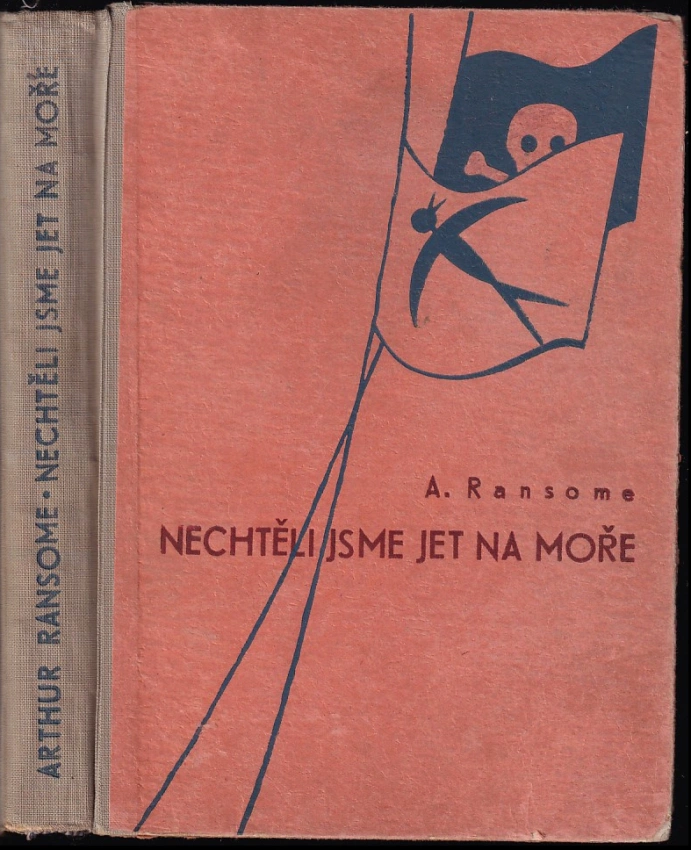 ARTHUR RANSOME • NECHTĚLI JSME JET NA MOŘE
A. Ransome
NECHTĚLI JSME JET NA MOŘE